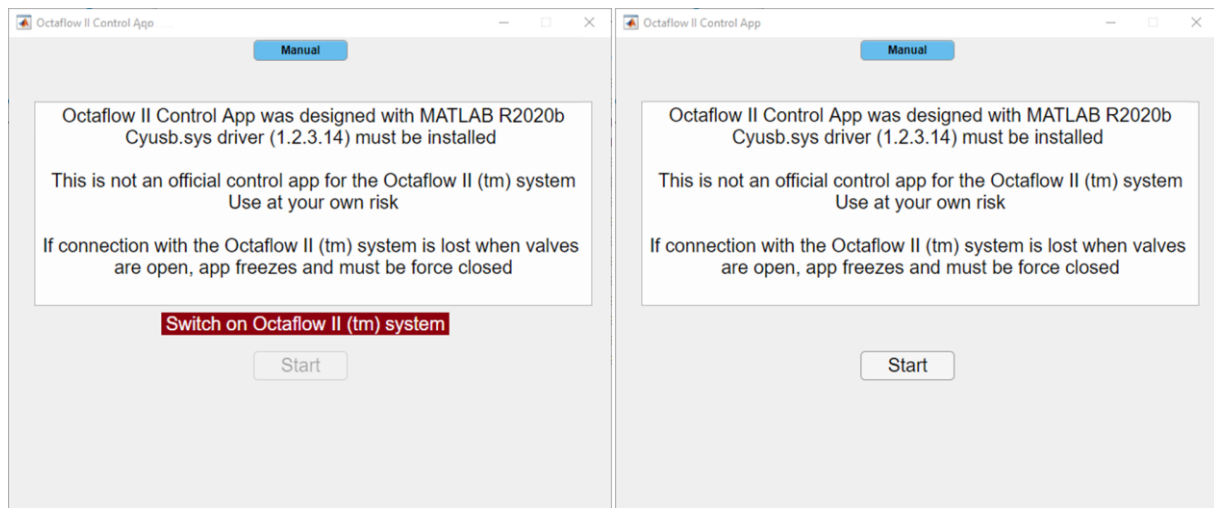 Octaflow II Control App
Manual
Octaflow II Control App was designed with MATLAB R2020b
Cyusb.sys driver (1.2.3.14) must be installed
This is not an official control app for the Octaflow II (tm) system
Use at your own risk
If connection with the Octaflow II (tm) system is lost when valves
are open, app freezes and must be force closed
Switch on Octaflow II (tm) system
Start
Octaflow II Control App
Manual
Octaflow II Control App was designed with MATLAB R2020b
Cyusb.sys driver (1.2.3.14) must be installed
This is not an official control app for the Octaflow II (tm) system
Use at your own risk
If connection with the Octaflow II (tm) system is lost when valves
are open, app freezes and must be force closed
Start